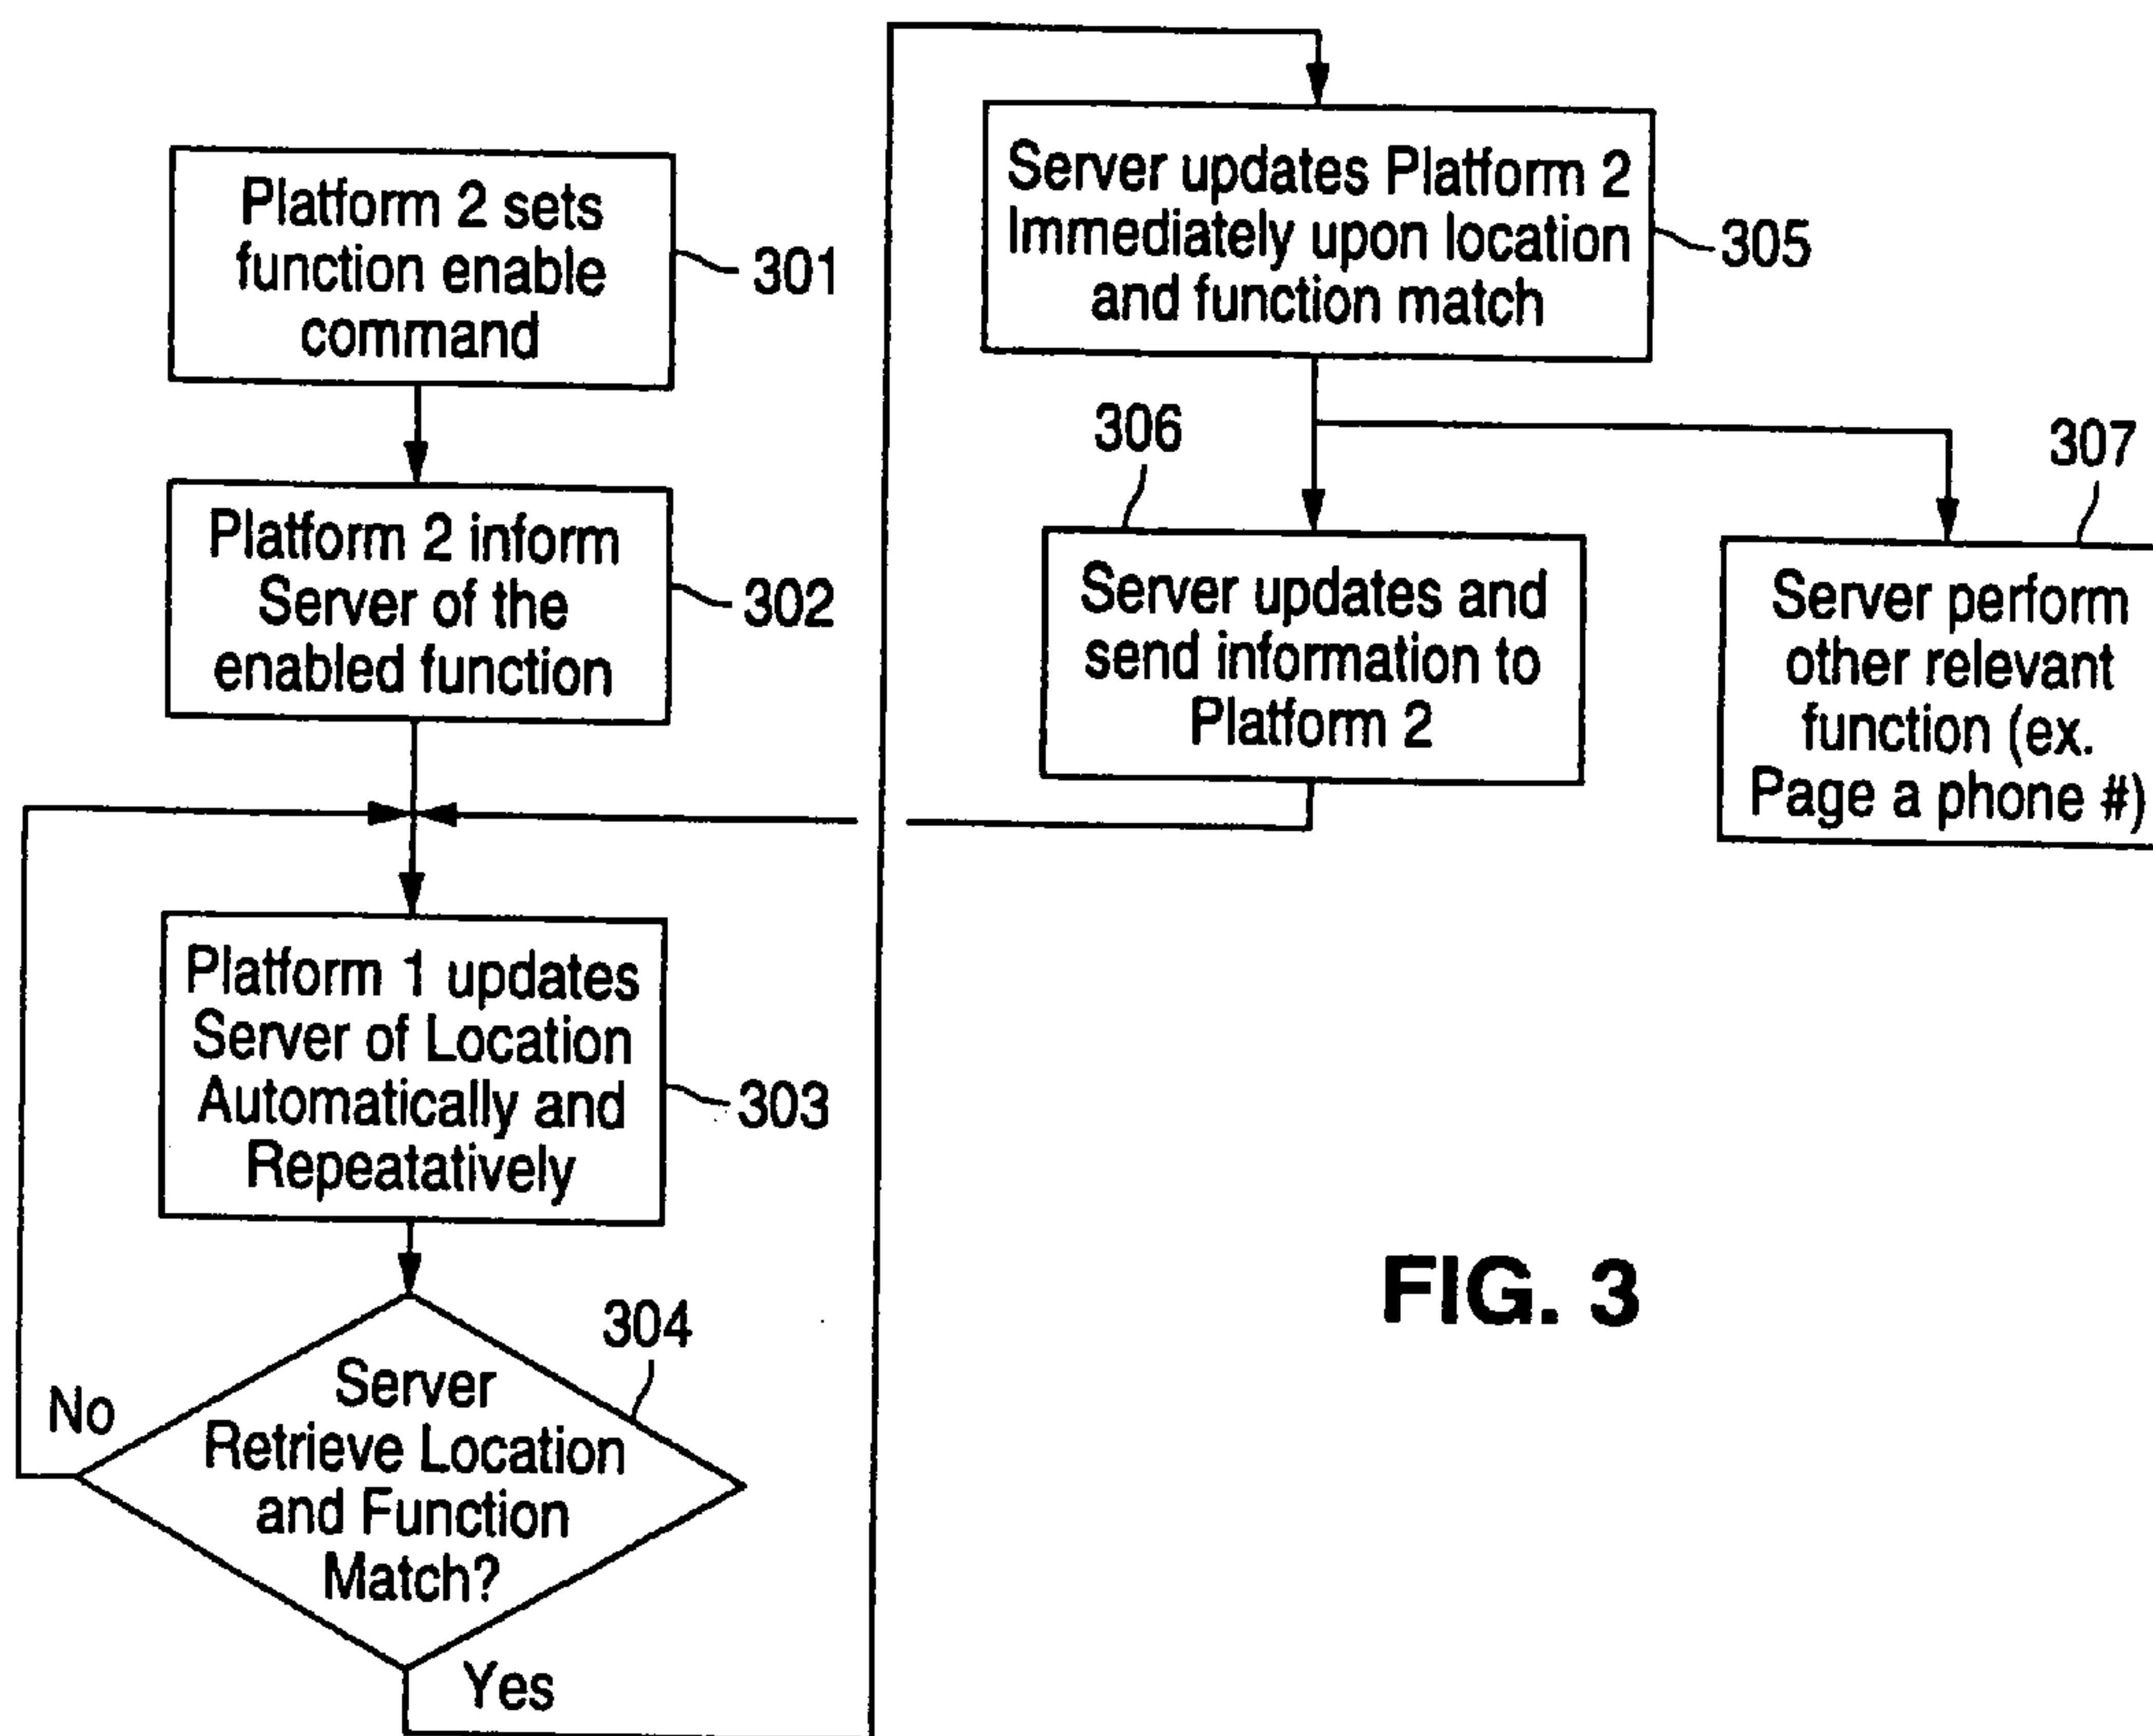 Platform 2 sets
function enable
command
301
Platform 2 inform
Server of the
enabled function
302
Platform 1 updates
Server of Location
Automatically and
Repeatatively
303
304
Server
Retrieve Location
and Function
Match?
No
Yes
Server updates Platform 2
Immediately upon location
and function match
305
306
Server updates and
send information to
Platform 2
307
Server perform
other relevant
function (ex.
Page a phone #)
FIG. 3